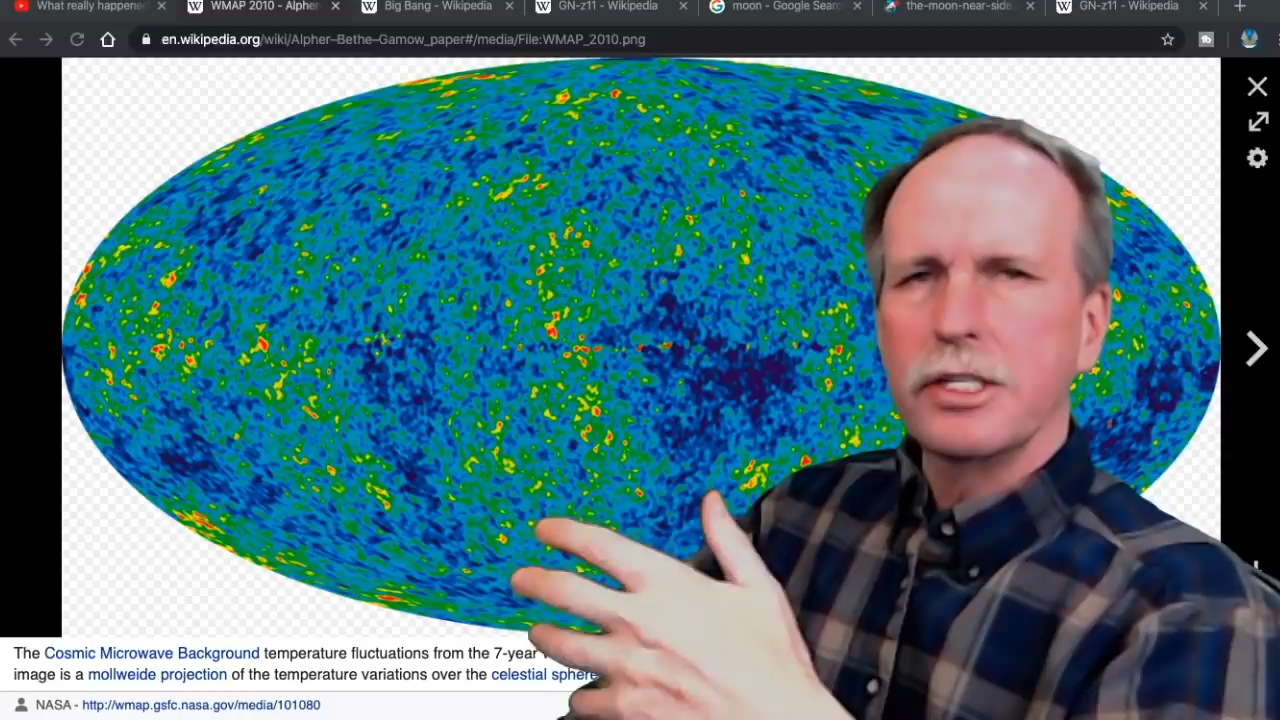 What really happene
WMAP 2010 - Alpher-
Big Bang - Wikipedia
GN-z11 - Wikipedia
moon - Google Searc
the-moon-near-side.
GN-z11 - Wikipedia
en.wikipedia.org/wiki/Alpher–Bethe–Gamow_paper#/media/File:WMAP_2010.png
The Cosmic Microwave Background temperature fluctuations from the 7-year
image is a mollweide projection of the temperature variations over the celestial sphere
NASA - http://wmap.gsfc.nasa.gov/media/101080